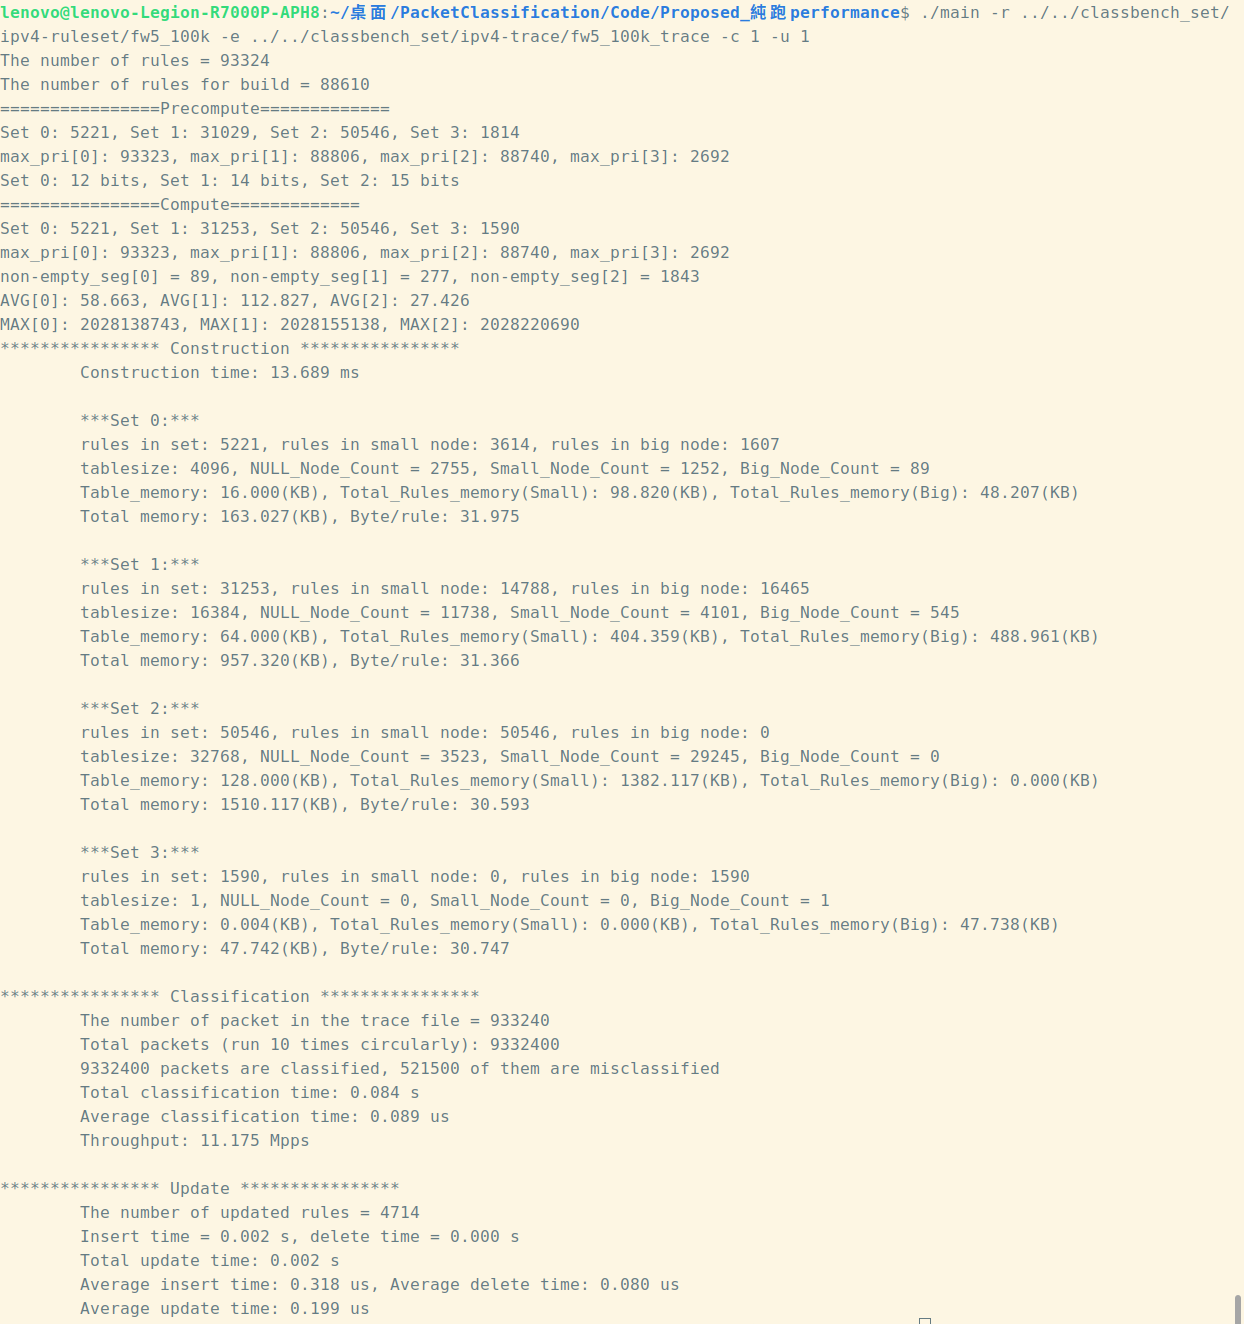 lenovo@lenovo-Legion-R7000P-APH8:~/桌面/PacketClassification/Code/Proposed_純跑performance$ ./main -r ../../classbench_set/
ipv4-ruleset/fw5_100k -e ../../classbench_set/ipv4-trace/fw5_100k_trace -c 1 -u 1
The number of rules = 93324
The number of rules for build = 88610
================Precompute=============
Set 0: 5221, Set 1: 31029, Set 2: 50546, Set 3: 1814
max_pri[0]: 93323, max_pri[1]: 88806, max_pri[2]: 88740, max_pri[3]: 2692
Set 0: 12 bits, Set 1: 14 bits, Set 2: 15 bits
================Compute=============
Set 0: 5221, Set 1: 31253, Set 2: 50546, Set 3: 1590
max_pri[0]: 93323, max_pri[1]: 88806, max_pri[2]: 88740, max_pri[3]: 2692
non-empty_seg[0] = 89, non-empty_seg[1] = 277, non-empty_seg[2] = 1843
AVG[0]: 58.663, AVG[1]: 112.827, AVG[2]: 27.426
MAX[0]: 2028138743, MAX[1]: 2028155138, MAX[2]: 2028220690
**************** Construction ****************
Construction time: 13.689 ms
***Set 0:***
rules in set: 5221, rules in small node: 3614, rules in big node: 1607
tablesize: 4096, NULL_Node_Count = 2755, Small_Node_Count = 1252, Big_Node_Count = 89
Table_memory: 16.000(KB), Total_Rules_memory(Small): 98.820(KB), Total_Rules_memory(Big): 48.207(KB)
Total memory: 163.027(KB), Byte/rule: 31.975
***Set 1:***
rules in set: 31253, rules in small node: 14788, rules in big node: 16465
tablesize: 16384, NULL_Node_Count = 11738, Small_Node_Count = 4101, Big_Node_Count = 545
Table_memory: 64.000(KB), Total_Rules_memory(Small): 404.359(KB), Total_Rules_memory(Big): 488.961(KB)
Total memory: 957.320(KB), Byte/rule: 31.366
***Set 2:***
rules in set: 50546, rules in small node: 50546, rules in big node: 0
tablesize: 32768, NULL_Node_Count = 3523, Small_Node_Count = 29245, Big_Node_Count = 0
Table_memory: 128.000(KB), Total_Rules_memory(Small): 1382.117(KB), Total_Rules_memory(Big): 0.000(KB)
Total memory: 1510.117(KB), Byte/rule: 30.593
***Set 3:***
rules in set: 1590, rules in small node: 0, rules in big node: 1590
tablesize: 1, NULL_Node_Count = 0, Small_Node_Count = 0, Big_Node_Count = 1
Table_memory: 0.004(KB), Total_Rules_memory(Small): 0.000(KB), Total_Rules_memory(Big): 47.738(KB)
Total memory: 47.742(KB), Byte/rule: 30.747
**************** Classification ****************
The number of packet in the trace file = 933240
Total packets (run 10 times circularly): 9332400
9332400 packets are classified, 521500 of them are misclassified
Total classification time: 0.084 s
Average classification time: 0.089 us
Throughput: 11.175 Mpps
**************** Update ****************
The number of updated rules = 4714
Insert time = 0.002 s, delete time = 0.000 s
Total update time: 0.002 s
Average insert time: 0.318 us, Average delete time: 0.080 us
Average update time: 0.199 us